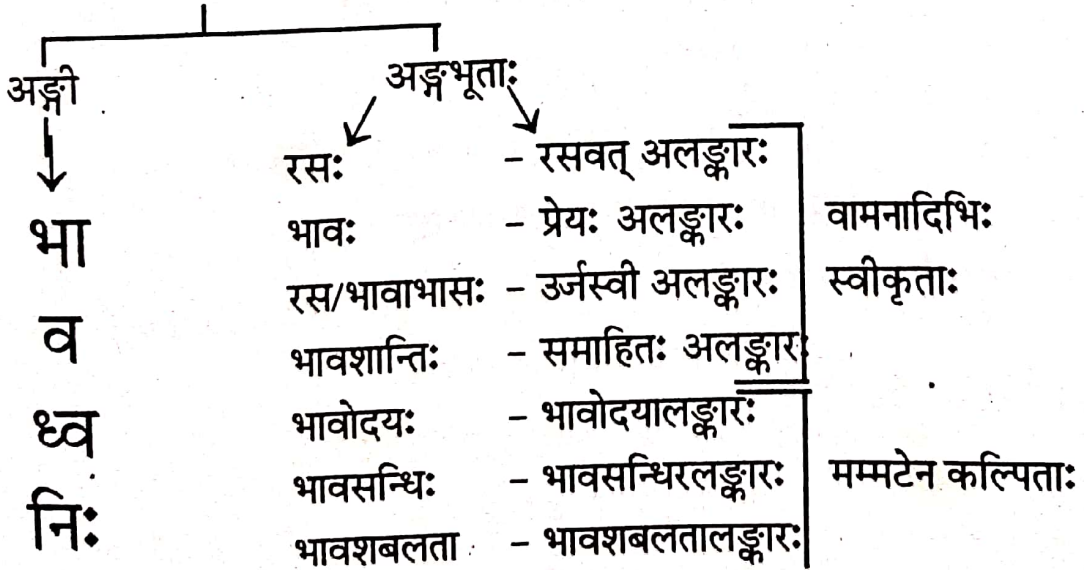 अङ्गी अङ्गभूताः
रसः – रसवत् अलङ्कारः
भावः – प्रेयः अलङ्कारः
रस/भावाभासः – उर्जस्वी अलङ्कारः
भावशान्तिः – समाहितः अलङ्कारः
वामनादिभिः
स्वीकृताः
भावोदयः – भावोदयालङ्कारः
भावसन्धिः – भावसन्धिरलङ्कारः
भावशबलता – भावशबलतालङ्कारः
मम्मटेन कल्पिताः
भा
व
ध्व
निः